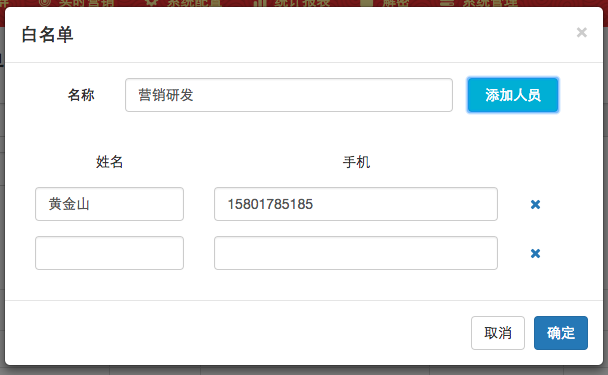 实时营销 系统配置 统计报表 解密 系统管理
白名单 ×
名称 营销研发 添加人员
姓名 手机
黄金山 15801785185
取消 确定